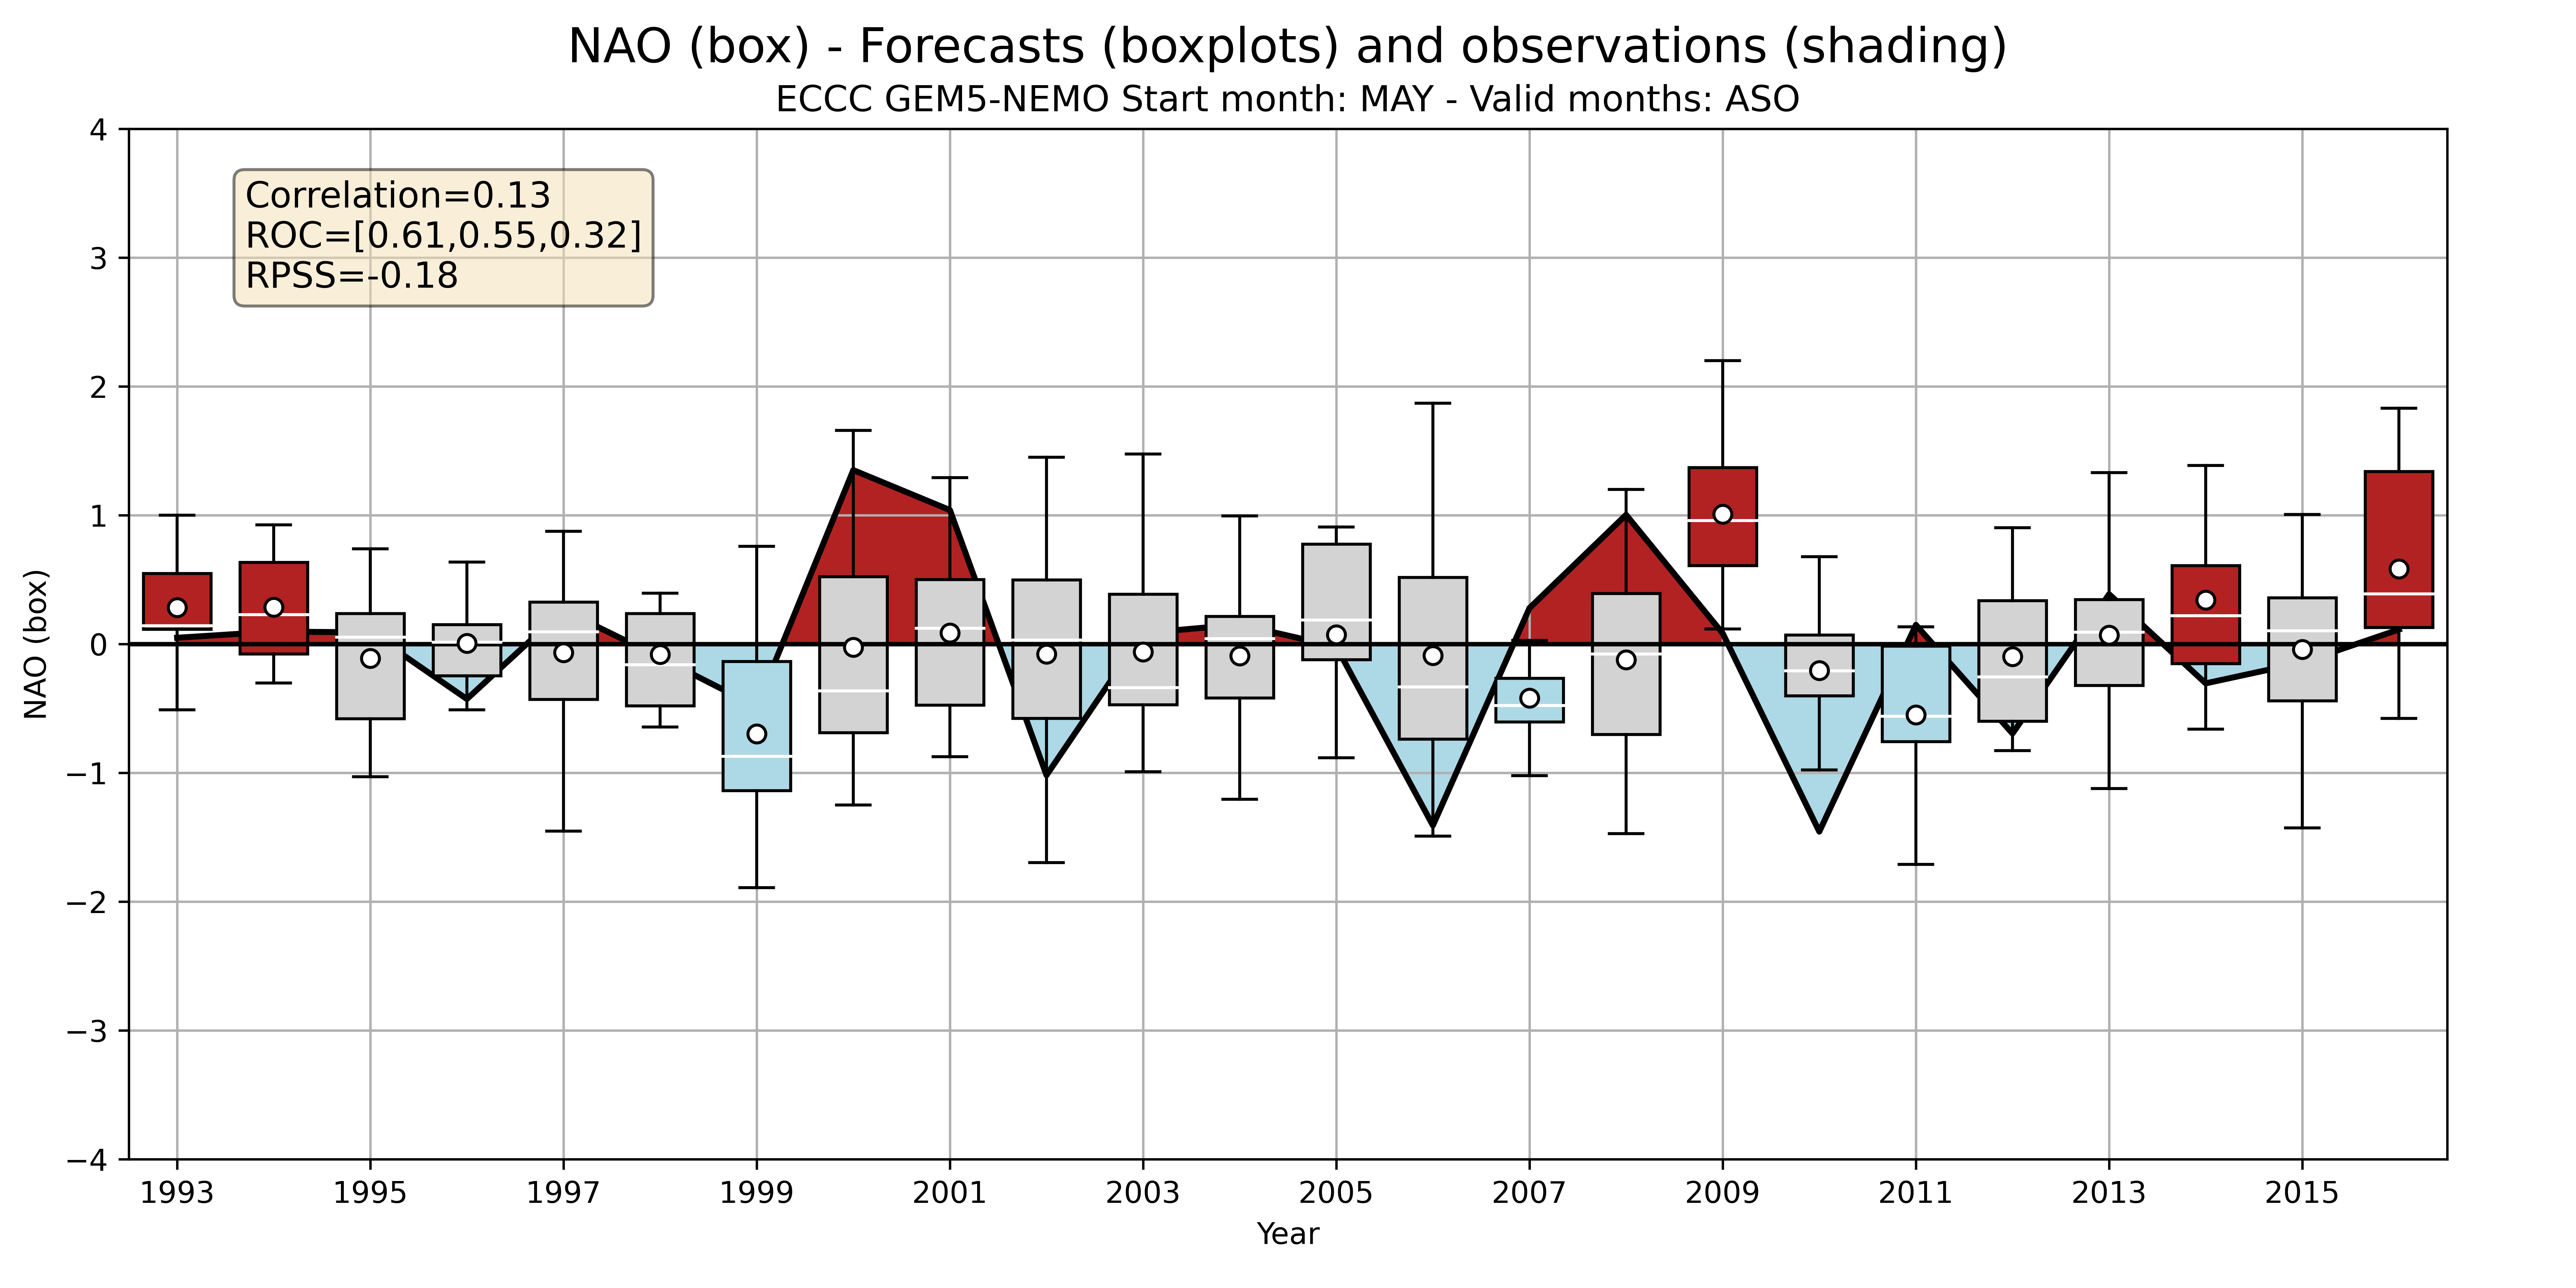 NAO (box) - Forecasts (boxplots) and observations (shading)
ECCC GEM5-NEMO Start month: MAY - Valid months: ASO
Correlation=0.13
ROC=[0.61,0.55,0.32]
RPSS=-0.18
NAO (box)
4
3
2
1
0
−1
−2
−3
−4
1993 1995 1997 1999 2001 2003 2005 2007 2009 2011 2013 2015
Year